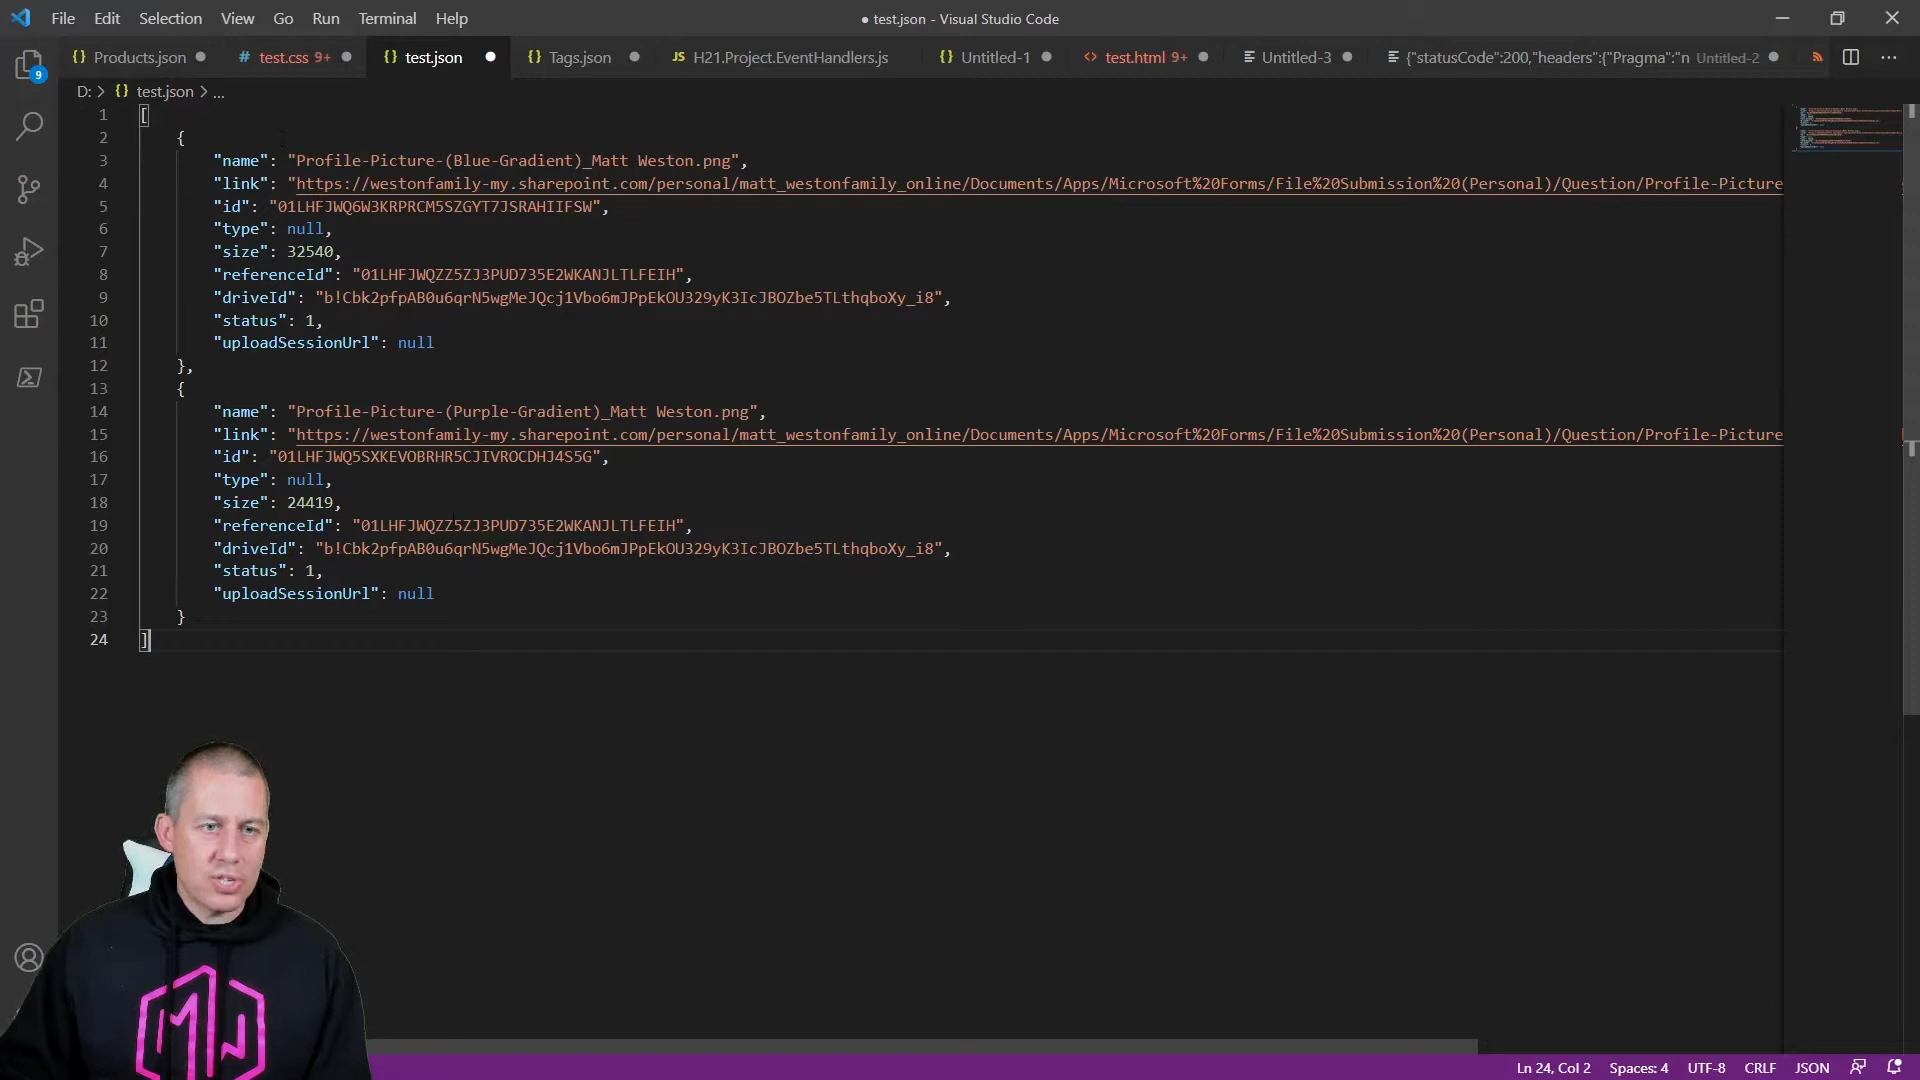 File Edit Selection View Go Run Terminal Help
● test.json - Visual Studio Code
{} Products.json ● # test.css 9+ ● {} test.json ● {} Tags.json ● JS H21.Project.EventHandlers.js {} Untitled-1 ● <> test.html 9+ ● Untitled-3 ● {"statusCode":200,"headers":{"Pragma":"n Untitled-2 ● ...
9
D: > {} test.json > ...
1 [
2 {
3 "name": "Profile-Picture-(Blue-Gradient)_Matt Weston.png",
4 "link": "https://westonfamily-my.sharepoint.com/personal/matt_westonfamily_online/Documents/Apps/Microsoft%20Forms/File%20Submission%20(Personal)/Question/Profile-Picture
5 "id": "01LHFJWQ6W3KRPRCM5SZGYT7JSRAHIIFSW",
6 "type": null,
7 "size": 32540,
8 "referenceId": "01LHFJWQZZ5ZJ3PUD735E2WKANJLTLFEIH",
9 "driveId": "b!Cbk2pfpAB0u6qrN5wgMeJQcj1Vbo6mJPpEkOU329yK3IcJBOZbe5TLthqboXy_i8",
10 "status": 1,
11 "uploadSessionUrl": null
12 },
13 {
14 "name": "Profile-Picture-(Purple-Gradient)_Matt Weston.png",
15 "link": "https://westonfamily-my.sharepoint.com/personal/matt_westonfamily_online/Documents/Apps/Microsoft%20Forms/File%20Submission%20(Personal)/Question/Profile-Picture
16 "id": "01LHFJWQ5SXKEVOBRHR5CJIVROCDHJ4S5G",
17 "type": null,
18 "size": 24419,
19 "referenceId": "01LHFJWQZZ5ZJ3PUD735E2WKANJLTLFEIH",
20 "driveId": "b!Cbk2pfpAB0u6qrN5wgMeJQcj1Vbo6mJPpEkOU329yK3IcJBOZbe5TLthqboXy_i8",
21 "status": 1,
22 "uploadSessionUrl": null
23 }
24 ]
Ln 24, Col 2 Spaces: 4 UTF-8 CRLF JSON